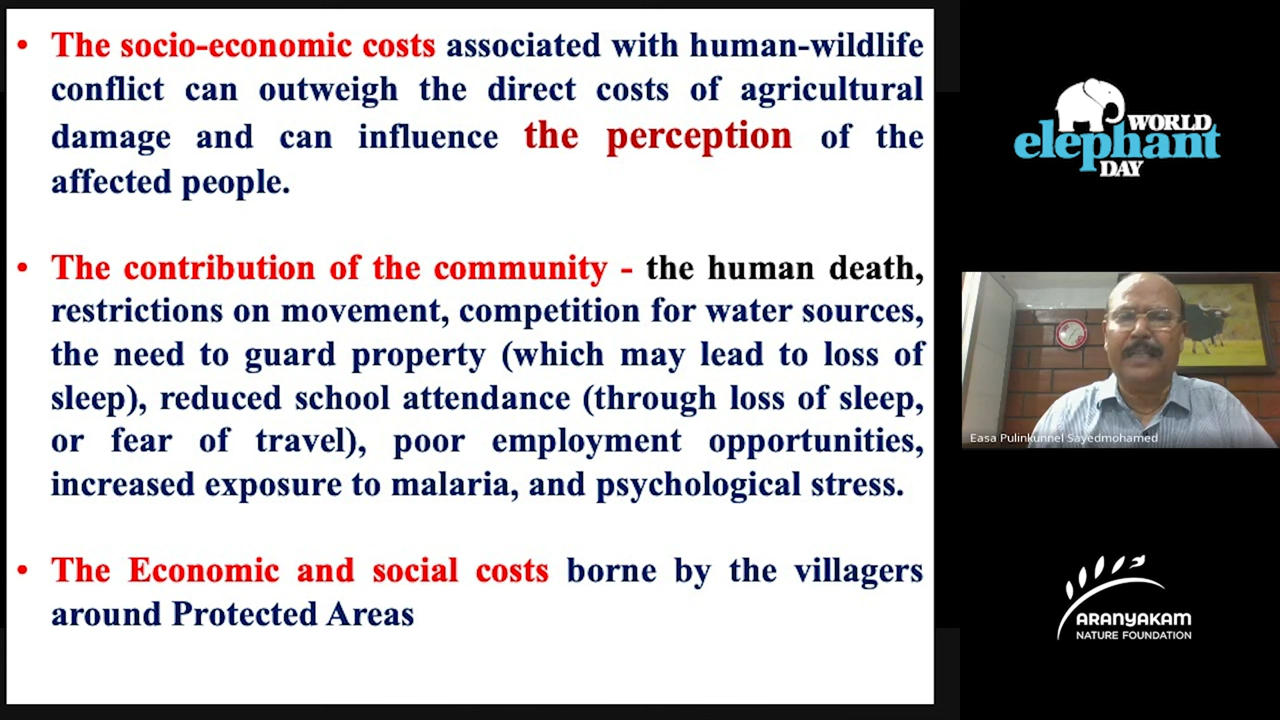 • The socio-economic costs associated with human-wildlife
conflict can outweigh the direct costs of agricultural
damage and can influence the perception of the
affected people.
• The contribution of the community - the human death,
restrictions on movement, competition for water sources,
the need to guard property (which may lead to loss of
sleep), reduced school attendance (through loss of sleep,
or fear of travel), poor employment opportunities,
increased exposure to malaria, and psychological stress.
• The Economic and social costs borne by the villagers
around Protected Areas
WORLD
elephant
DAY
Easa Pulinkunnel Sayedmohamed
ARANYAKAM
NATURE FOUNDATION